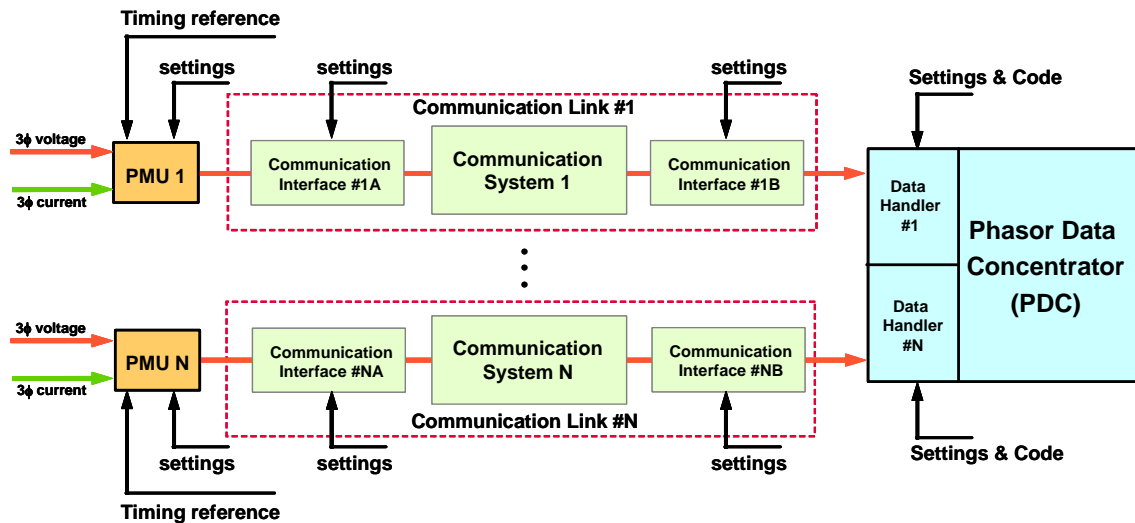 Timing reference
settings
settings
settings
Settings & Code
Communication Link #1
3ϕ voltage
3ϕ current
PMU 1
Communication
Interface #1A
Communication
System 1
Communication
Interface #1B
Data
Handler
#1
Phasor Data
Concentrator
(PDC)
3ϕ voltage
3ϕ current
PMU N
Communication
Interface #NA
Communication
System N
Communication
Interface #NB
Data
Handler
#N
Communication Link #N
settings
settings
settings
Settings & Code
Timing reference